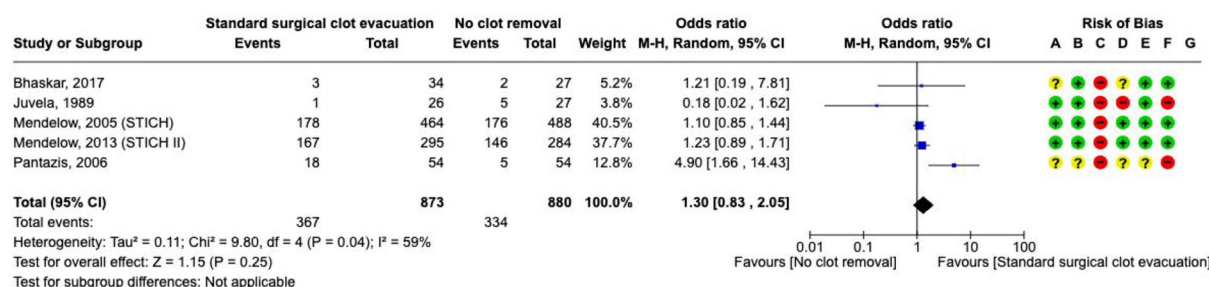 Standard surgical clot evacuation No clot removal Odds ratio Odds ratio Risk of Bias
Study or Subgroup Events Total Events Total Weight M-H, Random, 95% CI M-H, Random, 95% CI A B C D E F G
Bhaskar, 2017 3 34 2 27 5.2% 1.21 [0.19 , 7.81] ? + − ? + +
Juvela, 1989 1 26 5 27 3.8% 0.18 [0.02 , 1.62] + + − − + −
Mendelow, 2005 (STICH) 178 464 176 488 40.5% 1.10 [0.85 , 1.44] + + − + + +
Mendelow, 2013 (STICH II) 167 295 146 284 37.7% 1.23 [0.89 , 1.71] + + − + + +
Pantazis, 2006 18 54 5 54 12.8% 4.90 [1.66 , 14.43] ? ? − ? ? −
Total (95% CI) 873 880 100.0% 1.30 [0.83 , 2.05]
Total events: 367 334
Heterogeneity: Tau² = 0.11; Chi² = 9.80, df = 4 (P = 0.04); I² = 59%
Test for overall effect: Z = 1.15 (P = 0.25)
Test for subgroup differences: Not applicable
0.01 0.1 1 10 100
Favours [No clot removal] Favours [Standard surgical clot evacuation]